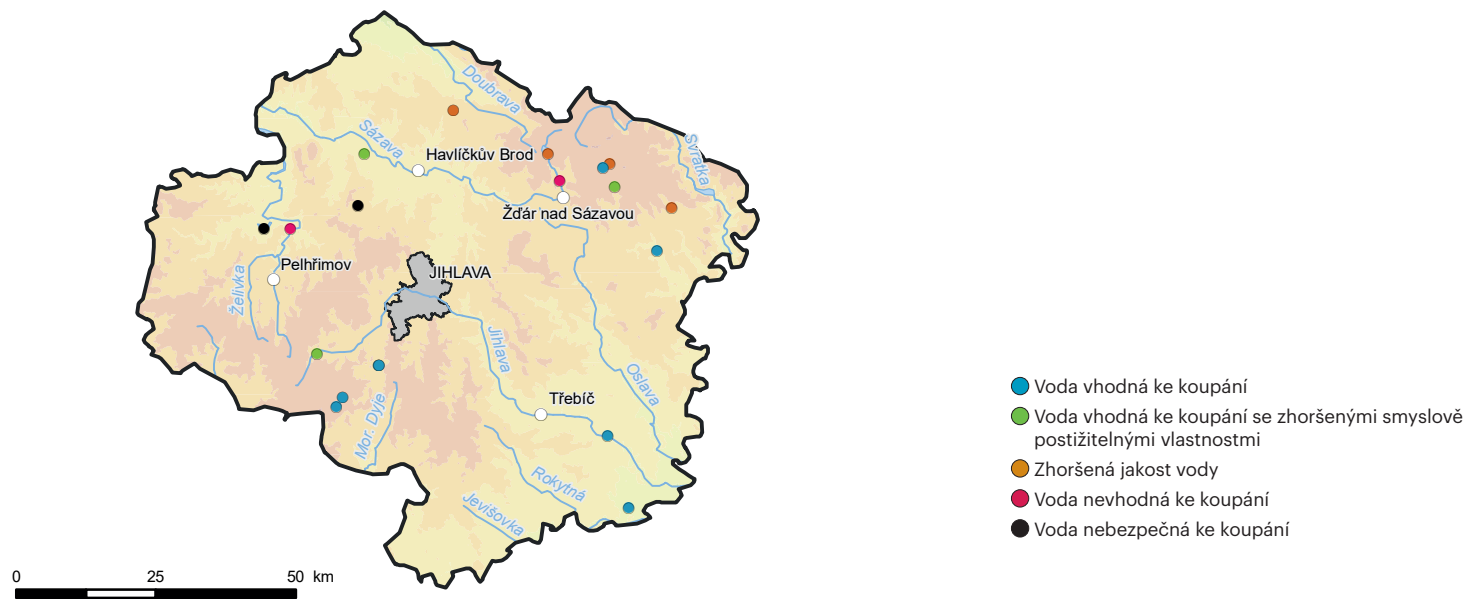 Doubrava
Sázava
Svratka
Havlíčkův Brod
Žďár nad Sázavou
Pelhřimov
JIHLAVA
Želivka
Jihlava
Oslava
Třebíč
Mor. Dyje
Rokytná
Jevišovka
Voda vhodná ke koupání
Voda vhodná ke koupání se zhoršenými smyslově
postižitelnými vlastnostmi
Zhoršená jakost vody
Voda nevhodná ke koupání
Voda nebezpečná ke koupání
0 25 50 km